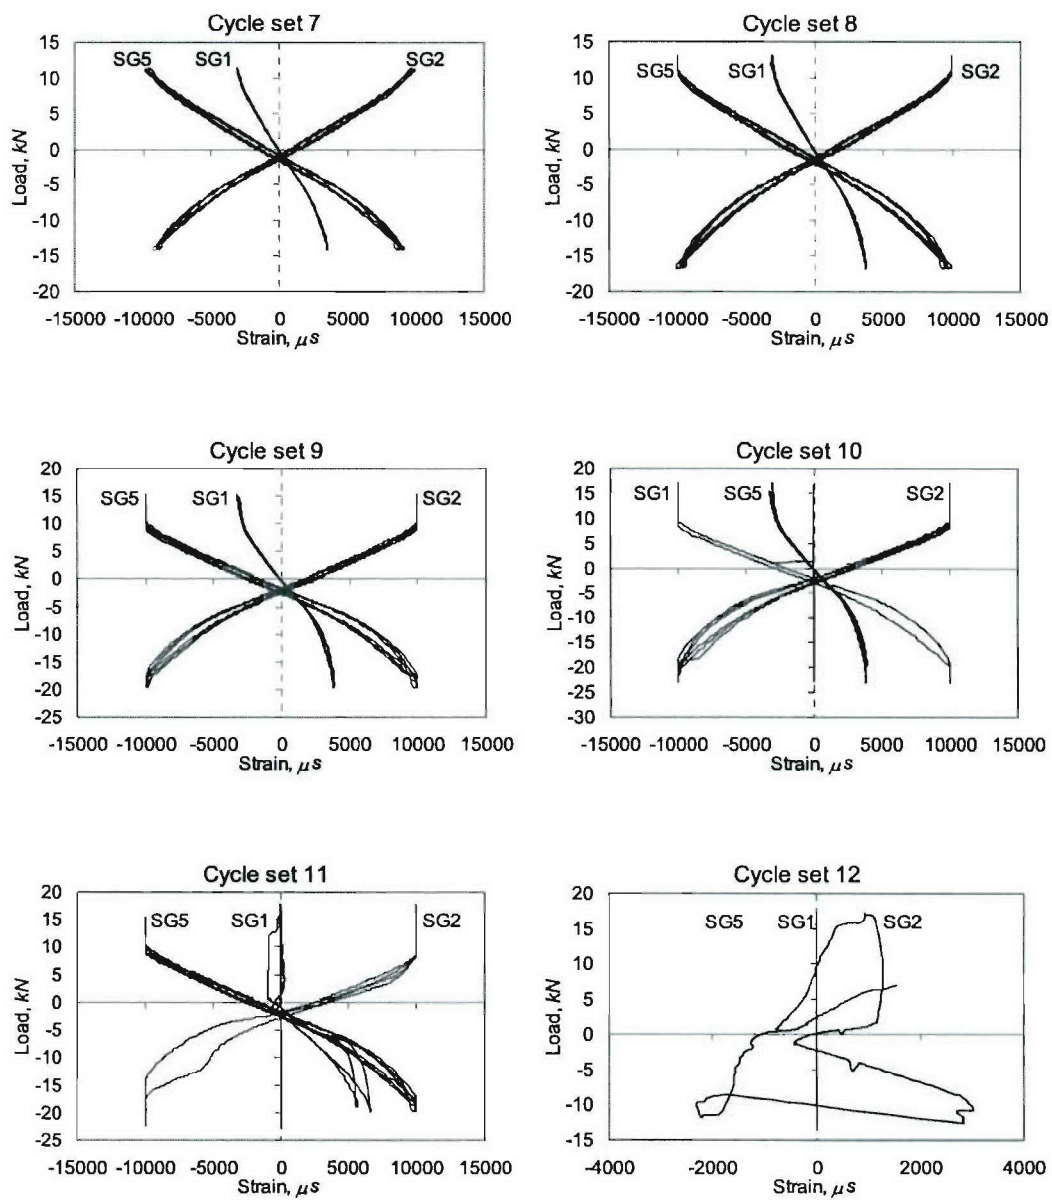 Cycle set 7
15
10
5
0
-5
-10
-15
-20
Load, kN
SG5 SG1 SG2
-15000 -10000 -5000 0 5000 10000 15000
Strain, μs
Cycle set 8
15
10
5
0
-5
-10
-15
-20
Load, kN
SG5 SG1 SG2
-15000 -10000 -5000 0 5000 10000 15000
Strain, μs
Cycle set 9
20
15
10
5
0
-5
-10
-15
-20
-25
Load, kN
SG5 SG1 SG2
-15000 -10000 -5000 0 5000 10000 15000
Strain, μs
Cycle set 10
20
15
10
5
0
-5
-10
-15
-20
-25
-30
Load, kN
SG1 SG5 SG2
-15000 -10000 -5000 0 5000 10000 15000
Strain, μs
Cycle set 11
20
15
10
5
0
-5
-10
-15
-20
-25
Load, kN
SG5 SG1 SG2
-15000 -10000 -5000 0 5000 10000 15000
Strain, μs
Cycle set 12
20
15
10
5
0
-5
-10
-15
Load, kN
SG5 SG1 SG2
-4000 -2000 0 2000 4000
Strain, μs